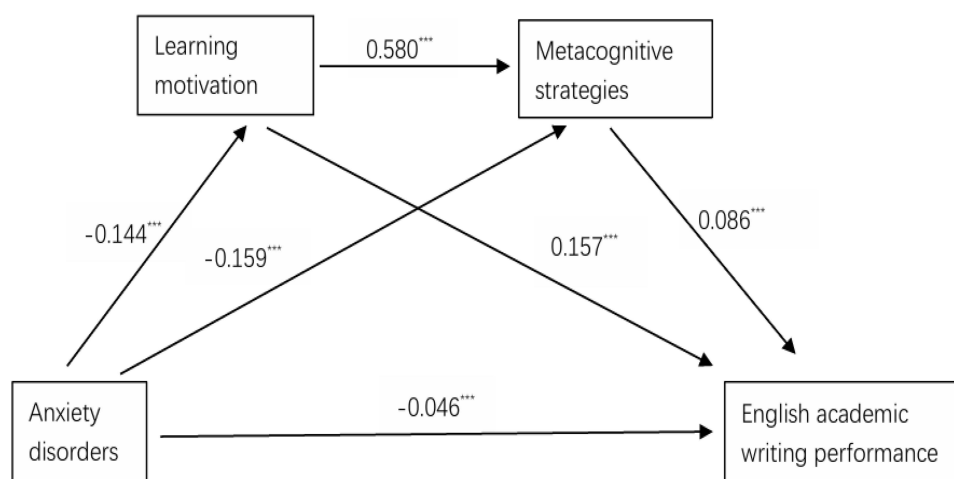 Learning
motivation
0.580***
Metacognitive
strategies
-0.144***
-0.159***
0.157***
0.086***
Anxiety
disorders
-0.046***
English academic
writing performance